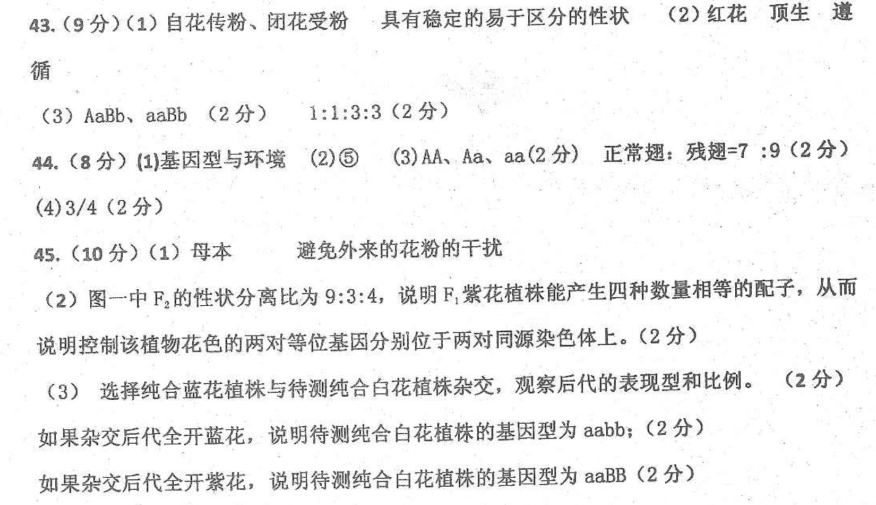 43.（9 分）（1）自花传粉、闭花受粉 具有稳定的易于区分的性状 （2）红花 顶生 遵
循
（3）AaBb、aaBb （2 分） 1:1:3:3（2 分）
44.（8 分）(1)基因型与环境 (2)⑤ (3)AA、Aa、aa(2 分) 正常翅：残翅=7 :9（2 分）
(4)3/4（2 分）
45.（10 分）（1）母本 避免外来的花粉的干扰
（2）图一中 F₂的性状分离比为 9:3:4，说明 F₁紫花植株能产生四种数量相等的配子，从而
说明控制该植物花色的两对等位基因分别位于两对同源染色体上。（2 分）
（3） 选择纯合蓝花植株与待测纯合白花植株杂交，观察后代的表现型和比例。 （2 分）
如果杂交后代全开蓝花，说明待测纯合白花植株的基因型为 aabb;（2 分）
如果杂交后代全开紫花，说明待测纯合白花植株的基因型为 aaBB（2 分）